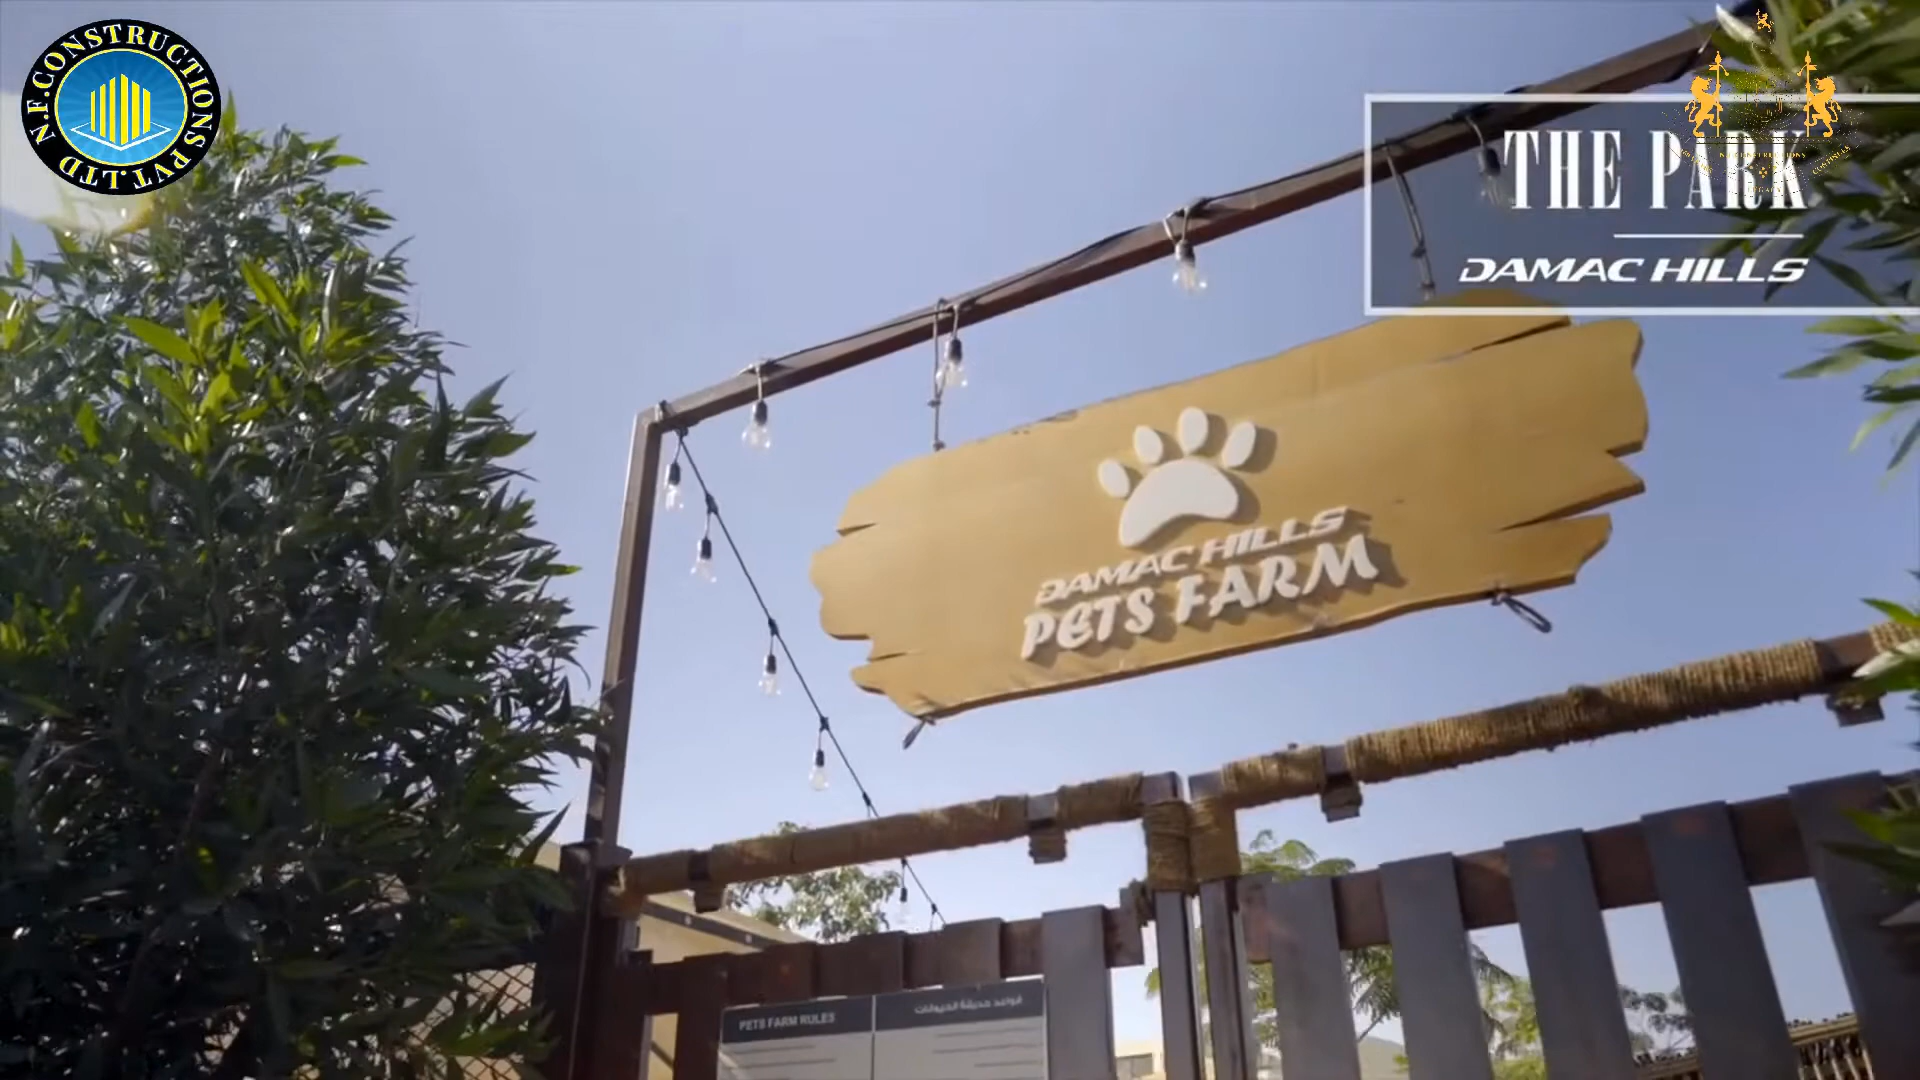 N.F.CONSTRUCTIONS PVT.LTD
THE PARK
DAMAC HILLS
DAMAC HILLS
PETS FARM
PETS FARM RULES
قواعد حديقة الحيوانات